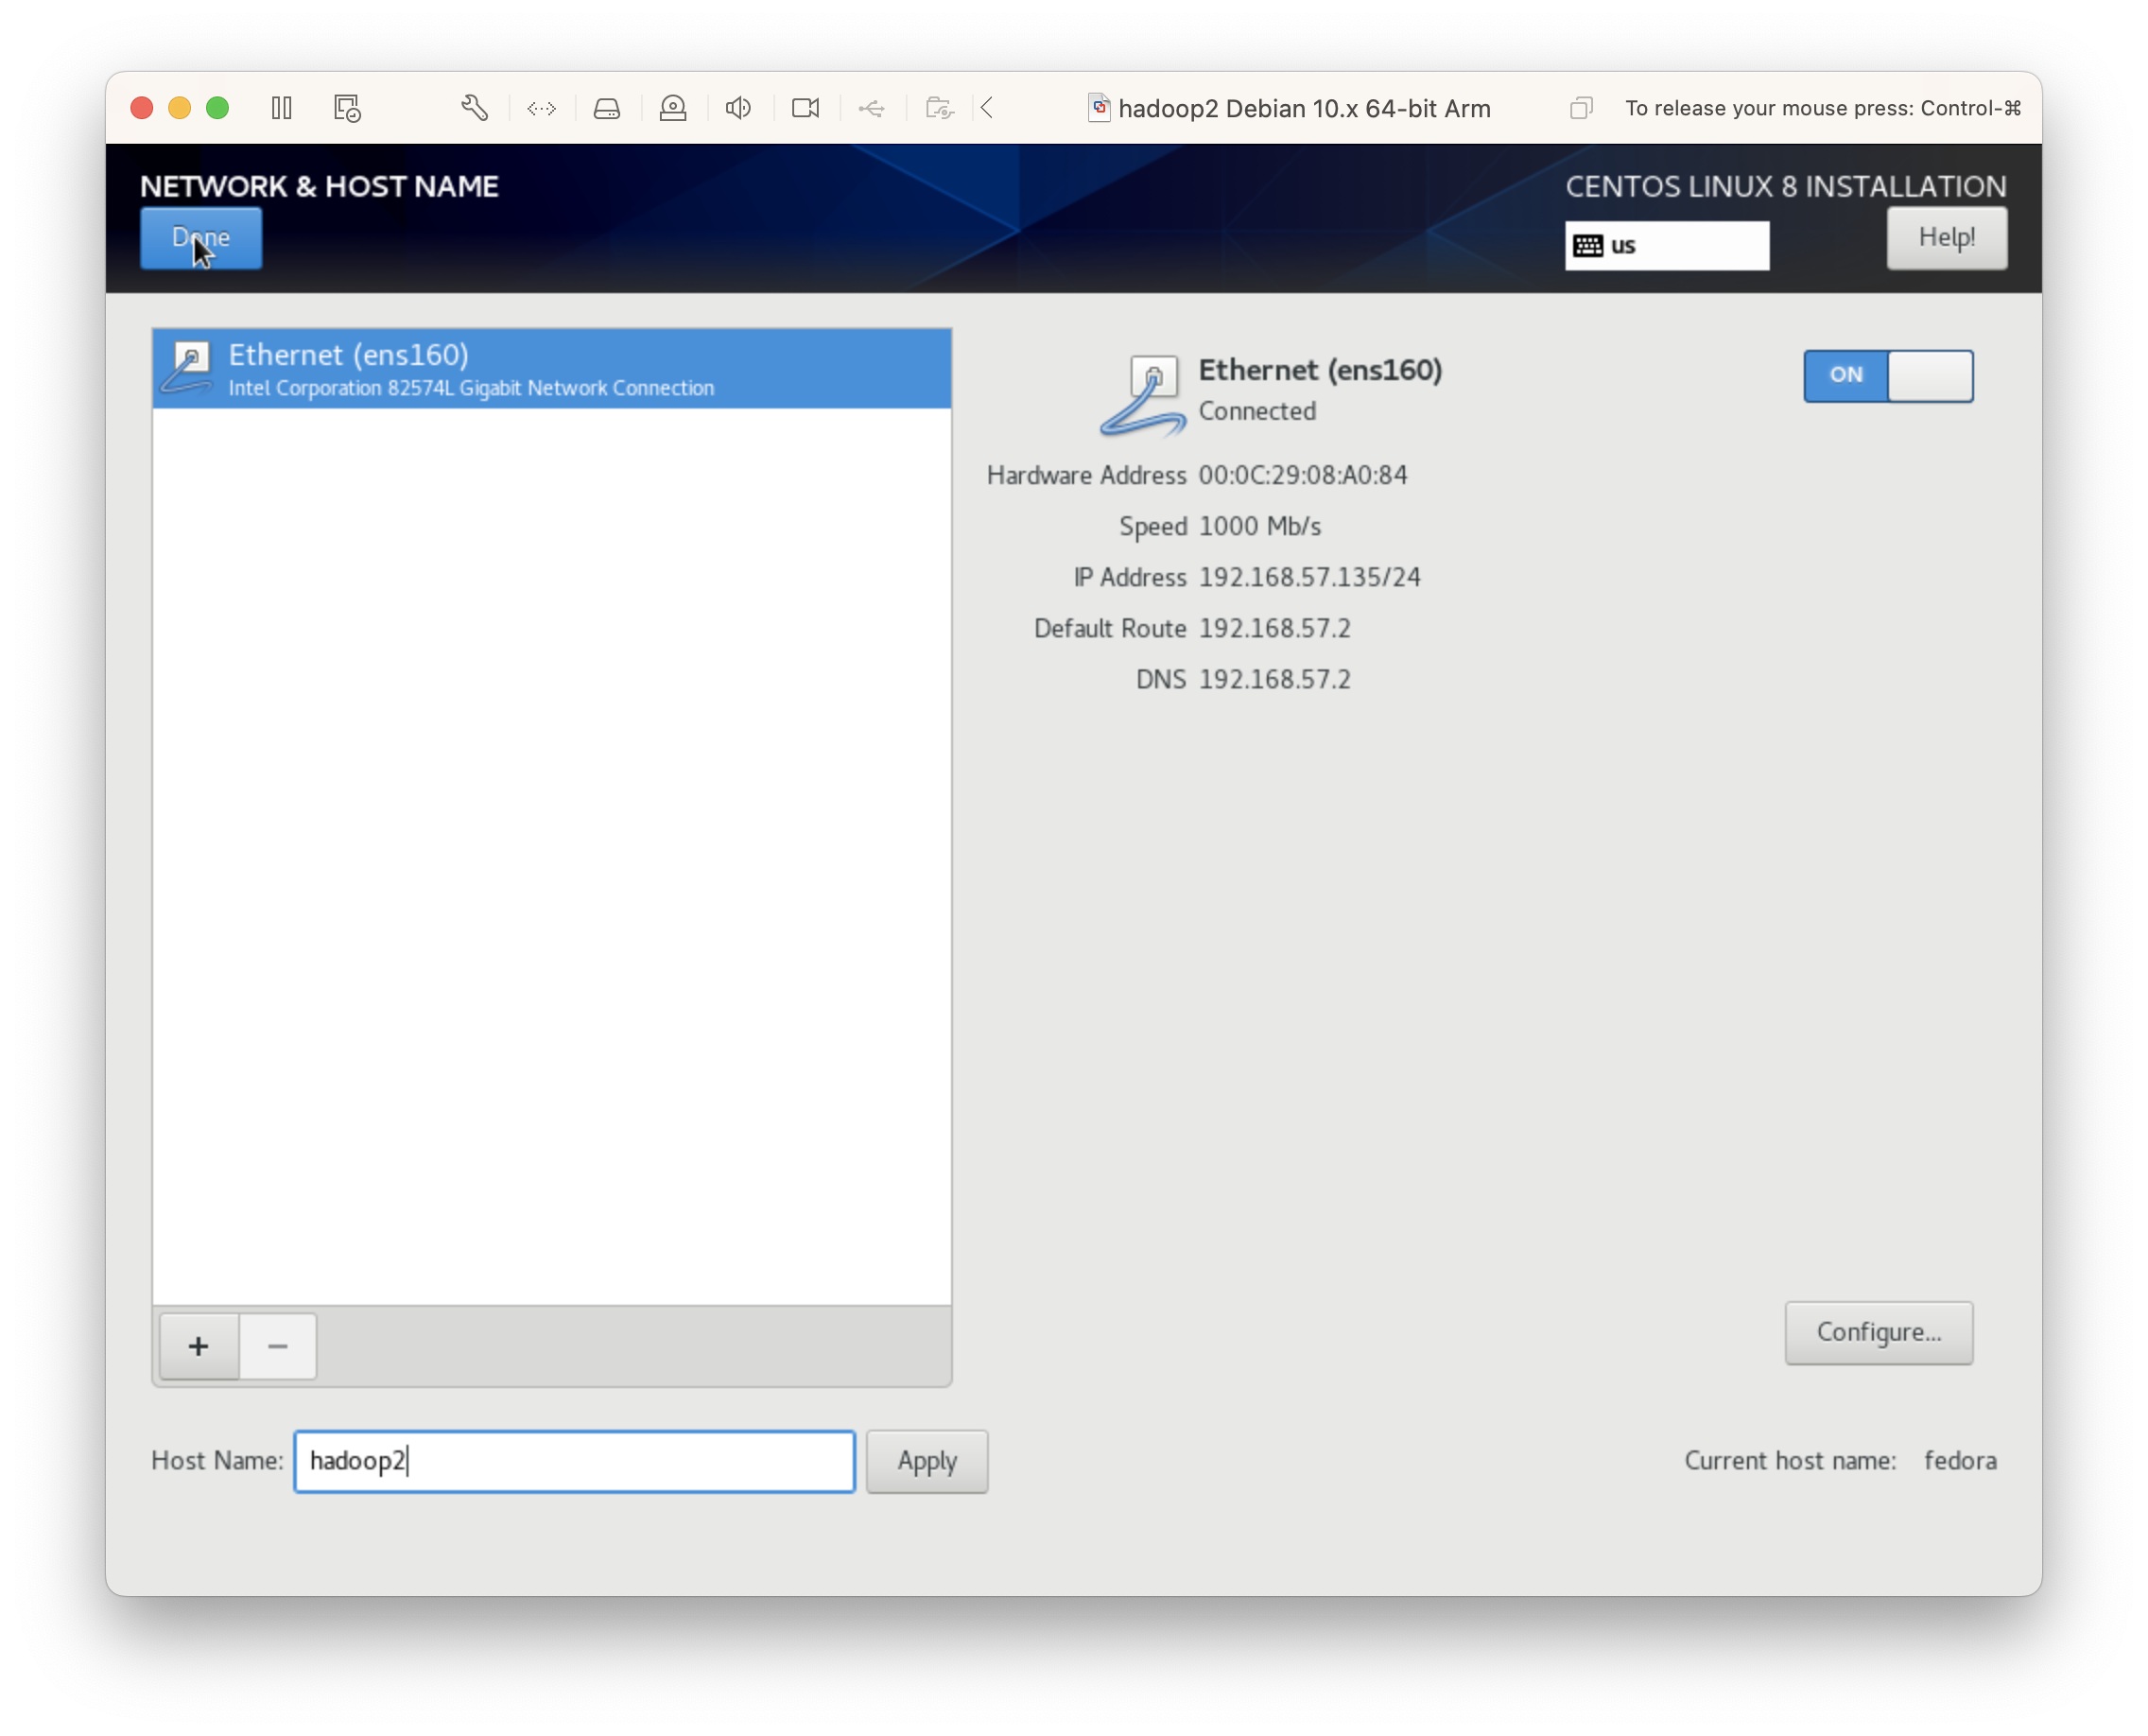 hadoop2 Debian 10.x 64-bit Arm
To release your mouse press: Control-⌘
NETWORK & HOST NAME
CENTOS LINUX 8 INSTALLATION
Done
us
Help!
Ethernet (ens160)
Intel Corporation 82574L Gigabit Network Connection
Ethernet (ens160)
Connected
ON
Hardware Address 00:0C:29:08:A0:84
Speed 1000 Mb/s
IP Address 192.168.57.135/24
Default Route 192.168.57.2
DNS 192.168.57.2
+ −
Configure...
Host Name: hadoop2 Apply
Current host name: fedora